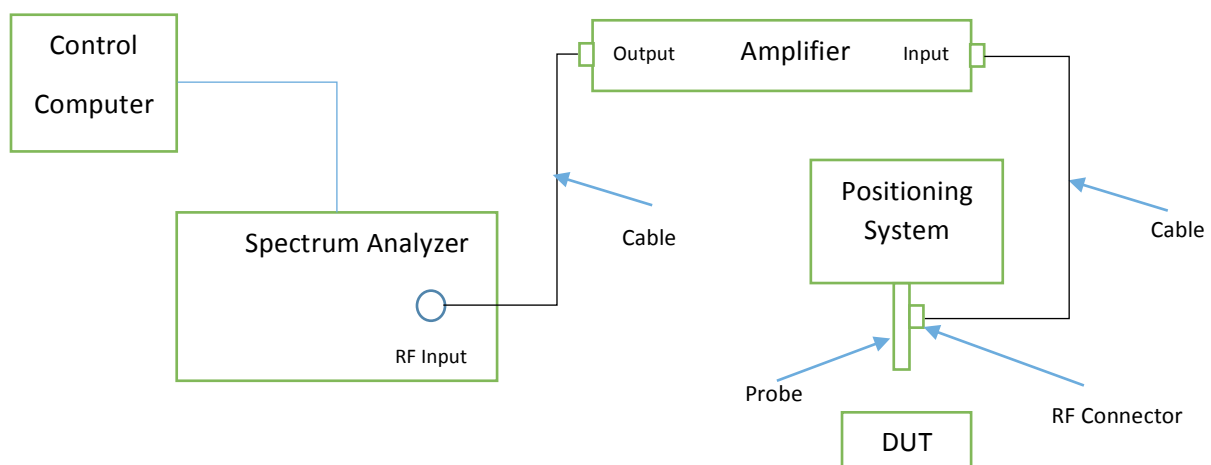 Control
Computer
Output
Amplifier
Input
Positioning
System
Cable
Cable
Spectrum Analyzer
RF Input
Probe
RF Connector
DUT